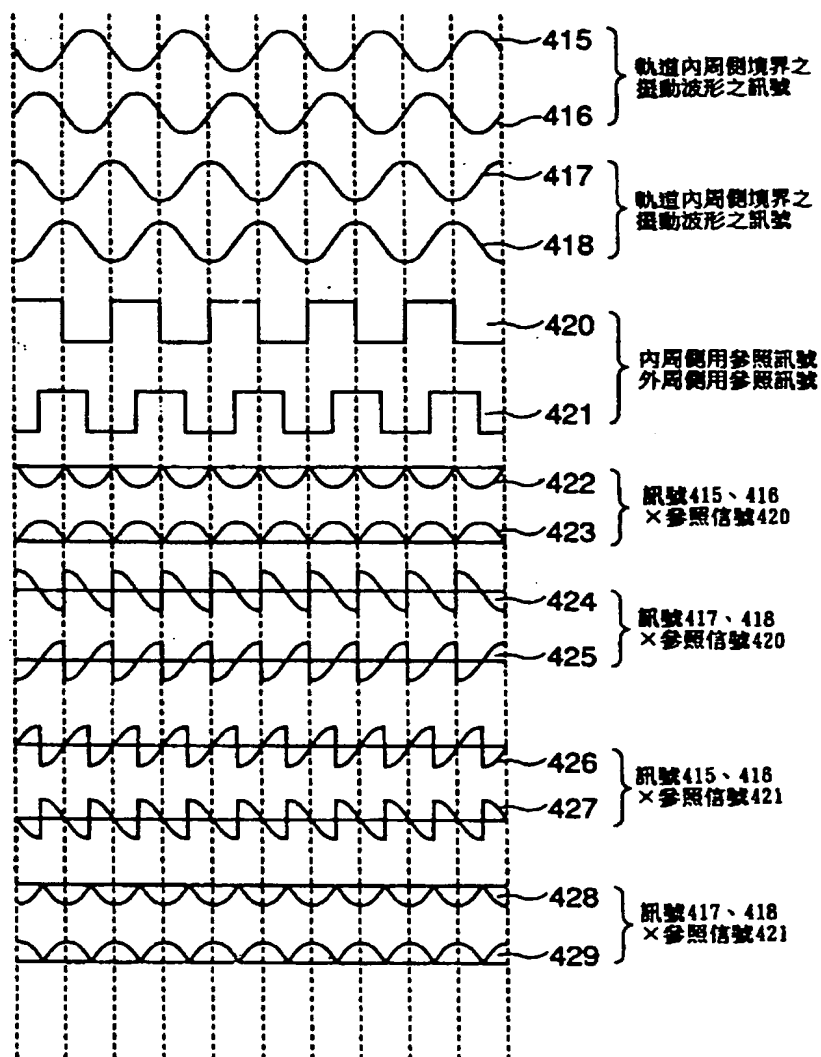 415
416
軌道內周側境界之
動波形之訊號
417
418
軌道內周側境界之
動波形之訊號
420
421
內周側用參照訊號
外周側用參照訊號
422
423
訊號415、416
×參照信號420
424
425
訊號417、418
×參照信號420
426
427
訊號415、416
×參照信號421
428
429
訊號417、418
×參照信號421